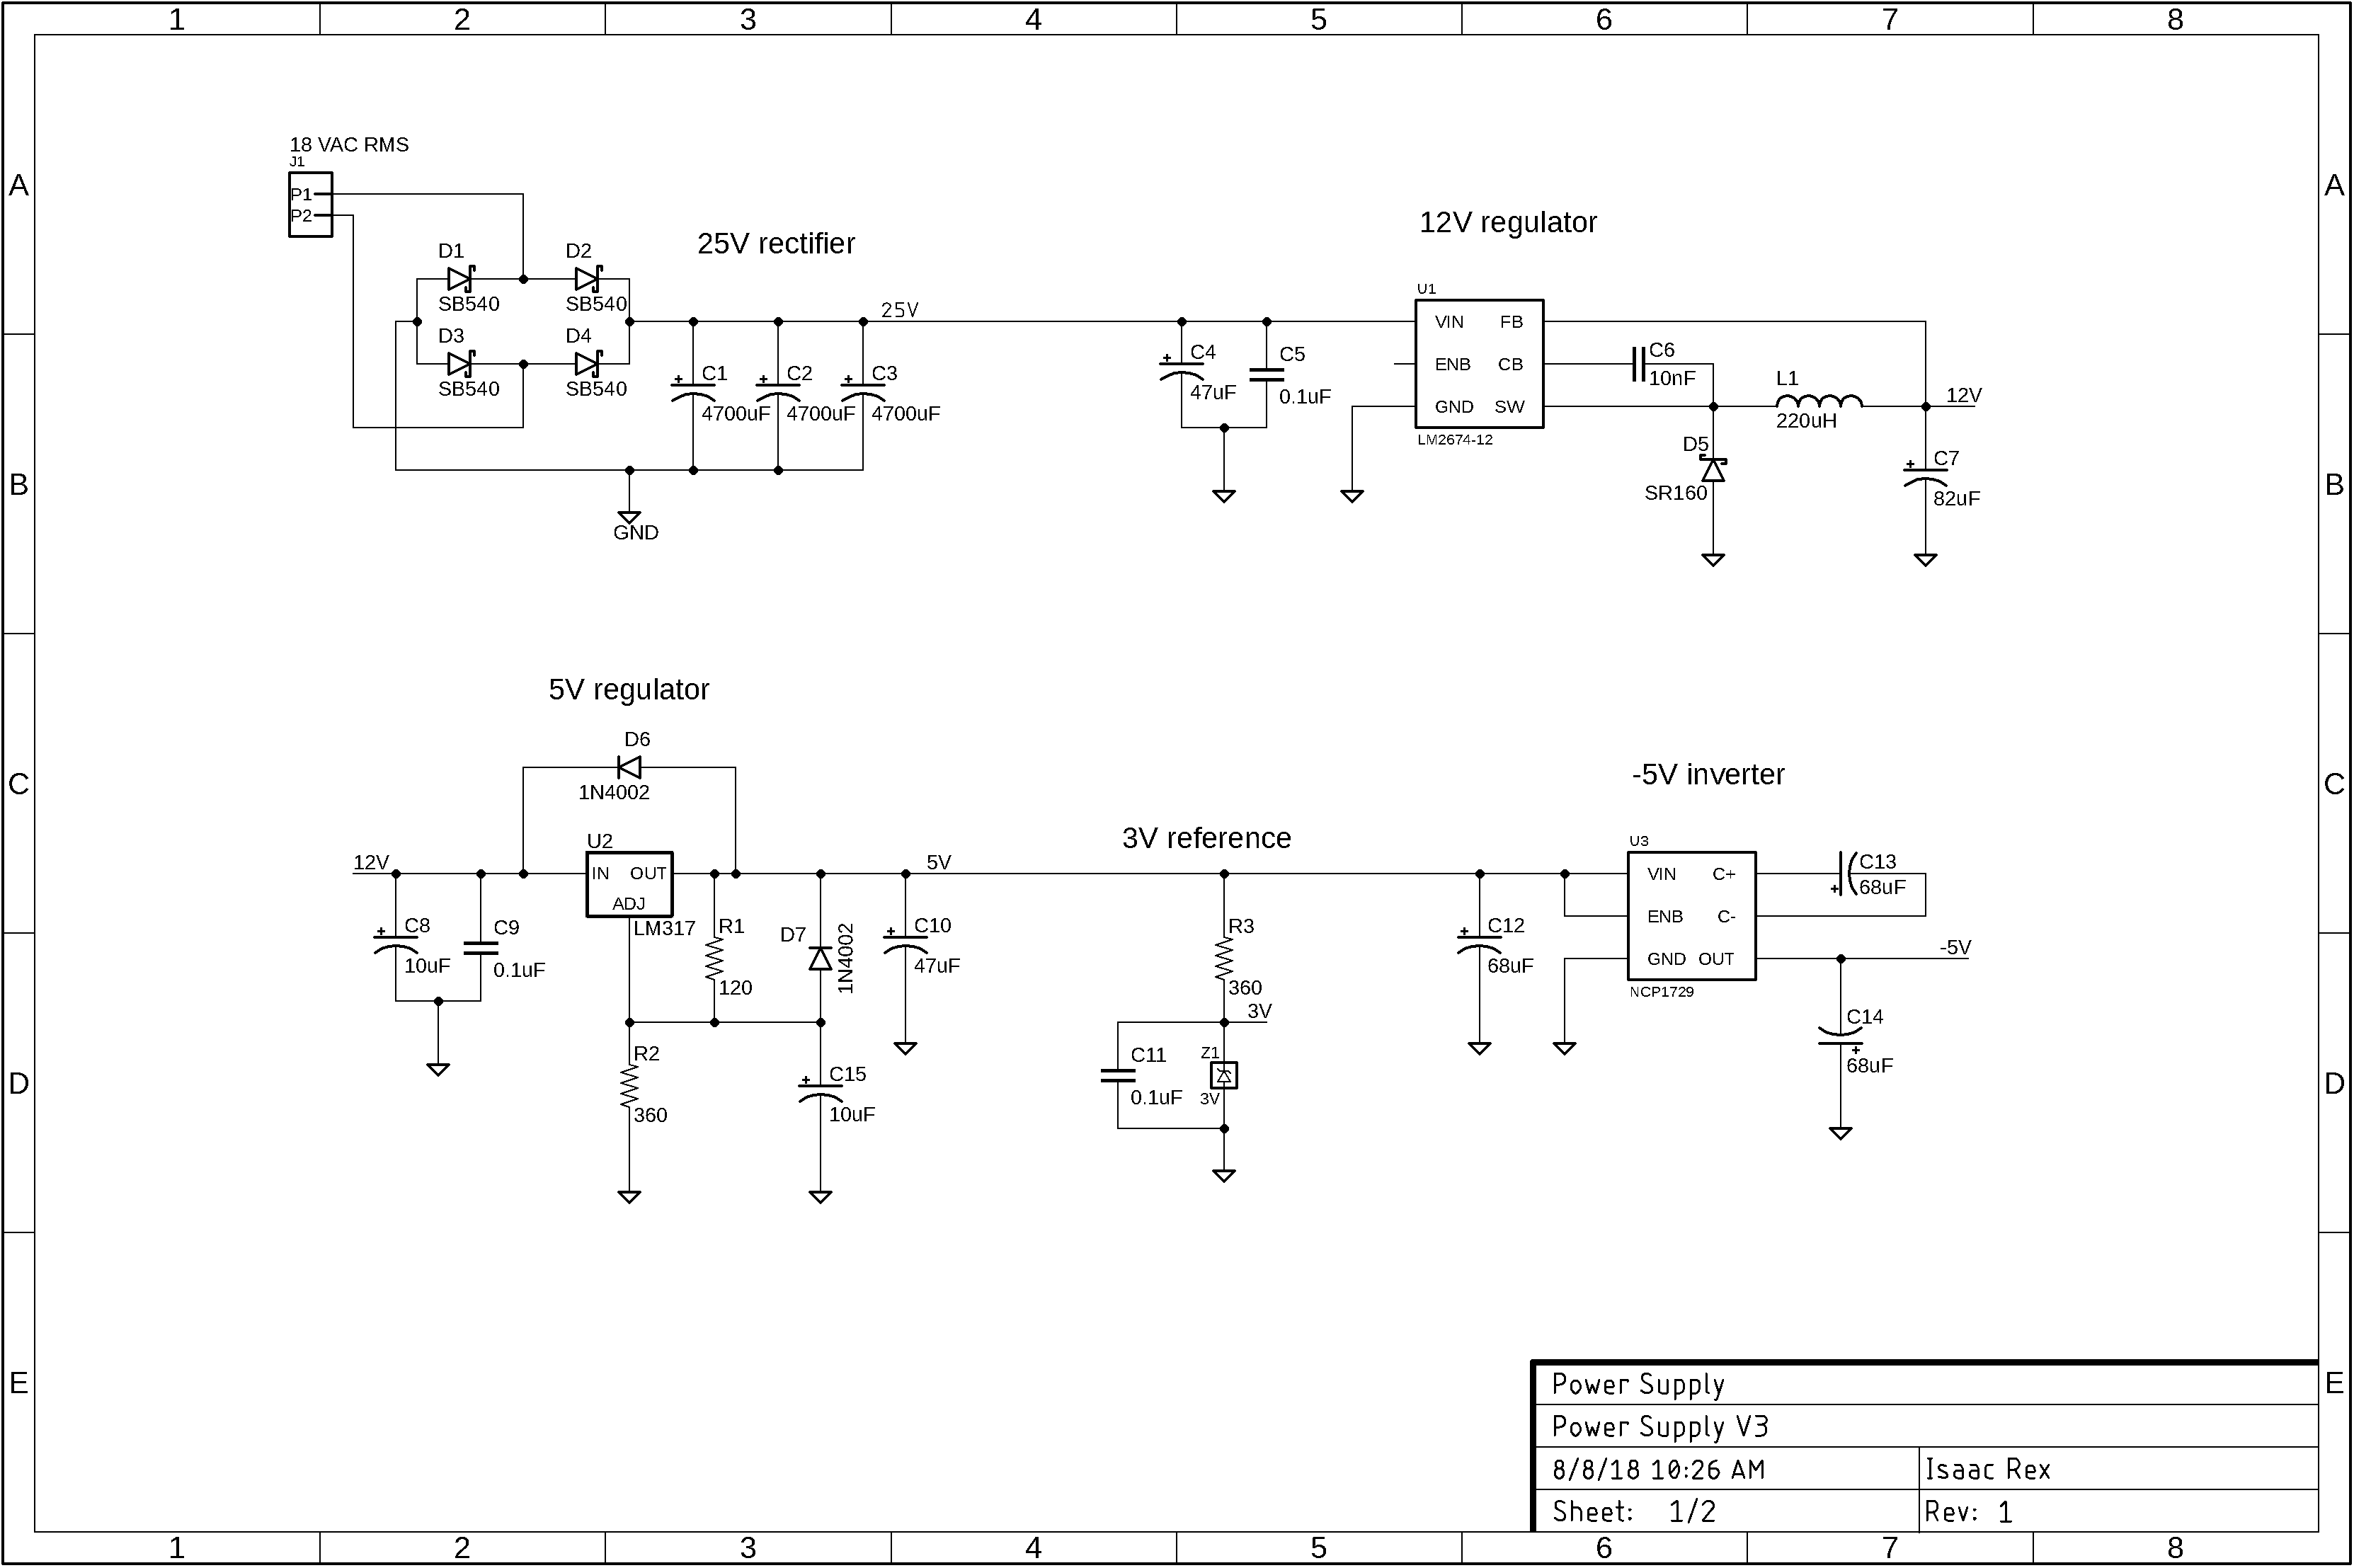 1 2 3 4 5 6 7 8
A A
18 VAC RMS
J1
P1
P2
12V regulator
25V rectifier
D1 D2
SB540 SB540
U1
25V
VIN FB
D3 D4
SB540 SB540
C1 C2 C3
4700uF 4700uF 4700uF
C4 C5
47uF 0.1uF
ENB CB
C6
10nF
L1
220uH
GND SW
12V
LM2674-12
D5
SR160
C7
82uF
B B
GND
5V regulator
D6
1N4002
-5V inverter
C C
3V reference
U2
U3
12V
IN OUT
ADJ
LM317
5V
VIN C+
C13
68uF
ENB C-
C8 C9
10uF 0.1uF
R1
120
D7
1N4002
C10
47uF
R3
360
C12
68uF
GND OUT
-5V
NCP1729
3V
C14
68uF
R2
360
C15
10uF
C11
0.1uF
Z1
3V
D D
E E
Power Supply
Power Supply V3
8/8/18 10:26 AM Isaac Rex
Sheet: 1/2 Rev: 1
1 2 3 4 5 6 7 8